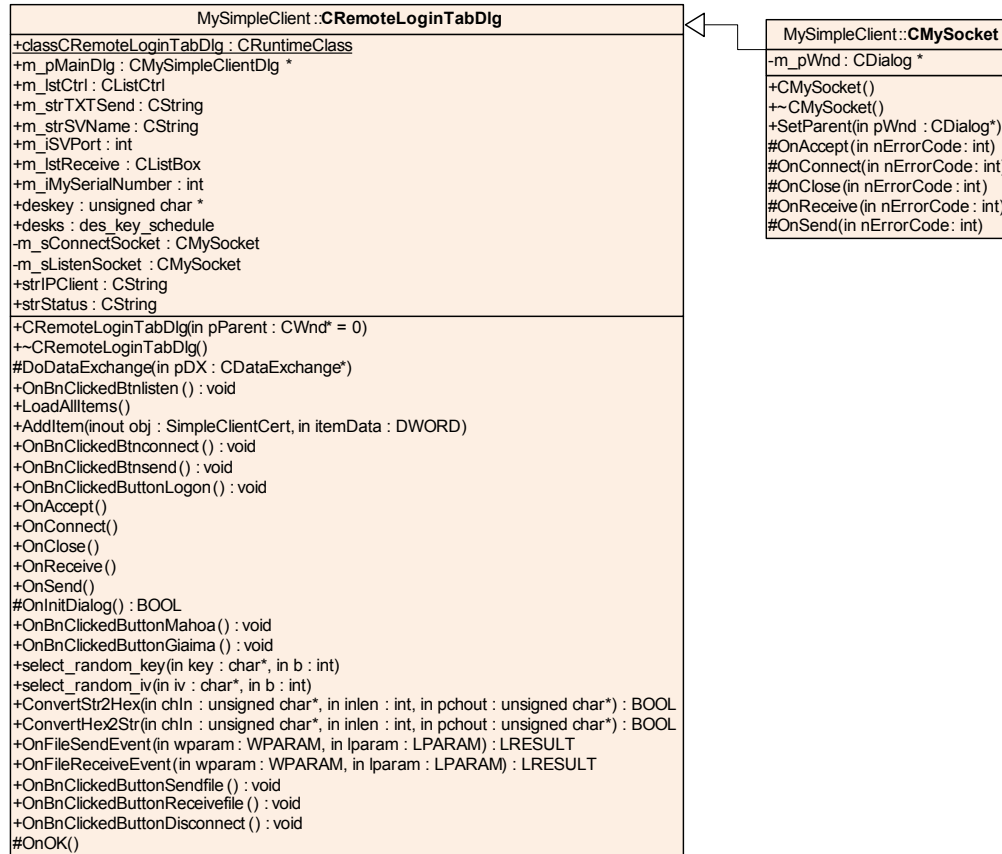 MySimpleClient::CRemoteLoginTabDlg
+classCRemoteLoginTabDlg : CRuntimeClass
+m_pMainDlg : CMySimpleClientDlg *
+m_lstCtrl : CListCtrl
+m_strTXTSend : CString
+m_strSVName : CString
+m_iSVPort : int
+m_lstReceive : CListBox
+m_iMySerialNumber : int
+deskey : unsigned char *
+desks : des_key_schedule
-m_sConnectSocket : CMySocket
-m_sListenSocket : CMySocket
+strIPClient : CString
+strStatus : CString
+CRemoteLoginTabDlg(in pParent : CWnd* = 0)
+~CRemoteLoginTabDlg()
#DoDataExchange(in pDX : CDataExchange*)
+OnBnClickedBtnlisten() : void
+LoadAllItems()
+AddItem(inout obj : SimpleClientCert, in itemData : DWORD)
+OnBnClickedBtnconnect() : void
+OnBnClickedBtnsend() : void
+OnBnClickedButtonLogon() : void
+OnAccept()
+OnConnect()
+OnClose()
+OnReceive()
+OnSend()
#OnInitDialog() : BOOL
+OnBnClickedButtonMahoa() : void
+OnBnClickedButtonGiaima() : void
+select_random_key(in key : char*, in b : int)
+select_random_iv(in iv : char*, in b : int)
+ConvertStr2Hex(in chIn : unsigned char*, in inlen : int, in pchout : unsigned char*) : BOOL
+ConvertHex2Str(in chIn : unsigned char*, in inlen : int, in pchout : unsigned char*) : BOOL
+OnFileSendEvent(in wparam : WPARAM, in lparam : LPARAM) : LRESULT
+OnFileReceiveEvent(in wparam : WPARAM, in lparam : LPARAM) : LRESULT
+OnBnClickedButtonSendfile() : void
+OnBnClickedButtonReceivefile() : void
+OnBnClickedButtonDisconnect() : void
#OnOK()
MySimpleClient::CMySocket
-m_pWnd : CDialog *
+CMySocket()
+~CMySocket()
+SetParent(in pWnd : CDialog*)
#OnAccept(in nErrorCode : int)
#OnConnect(in nErrorCode : int)
#OnClose(in nErrorCode : int)
#OnReceive(in nErrorCode : int)
#OnSend(in nErrorCode : int)